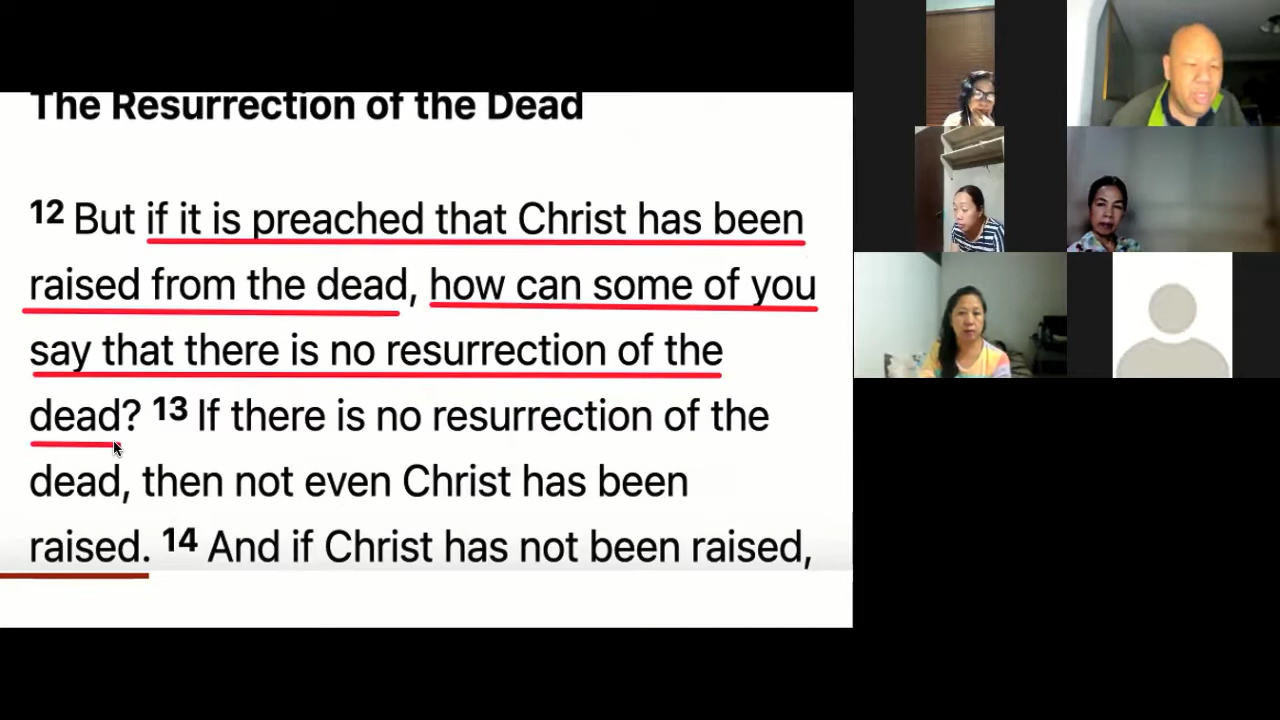 The Resurrection of the Dead
12 But if it is preached that Christ has been
raised from the dead, how can some of you
say that there is no resurrection of the
dead? 13 If there is no resurrection of the
dead, then not even Christ has been
raised. 14 And if Christ has not been raised,